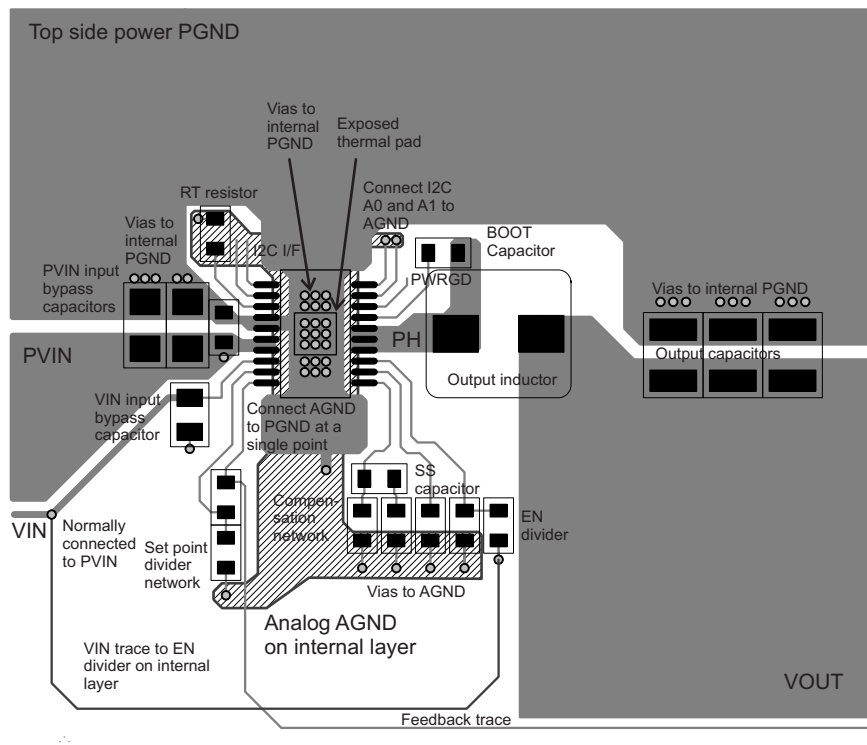 Top side power PGND
Vias to
internal
PGND
Exposed
thermal pad
RT resistor
Connect I2C
A0 and A1 to
AGND
Vias to
internal
PGND
I2C I/F
BOOT
Capacitor
PVIN input
bypass
capacitors
PWRGD
Vias to internal PGND
PVIN
PH
Output capacitors
Output inductor
VIN input
bypass
capacitor
Connect AGND
to PGND at a
single point
SS
capacitor
Compen-
sation
network
EN
divider
VIN
Normally
connected
to PVIN
Set point
divider
network
Vias to AGND
Analog AGND
on internal layer
VIN trace to EN
divider on internal
layer
VOUT
Feedback trace